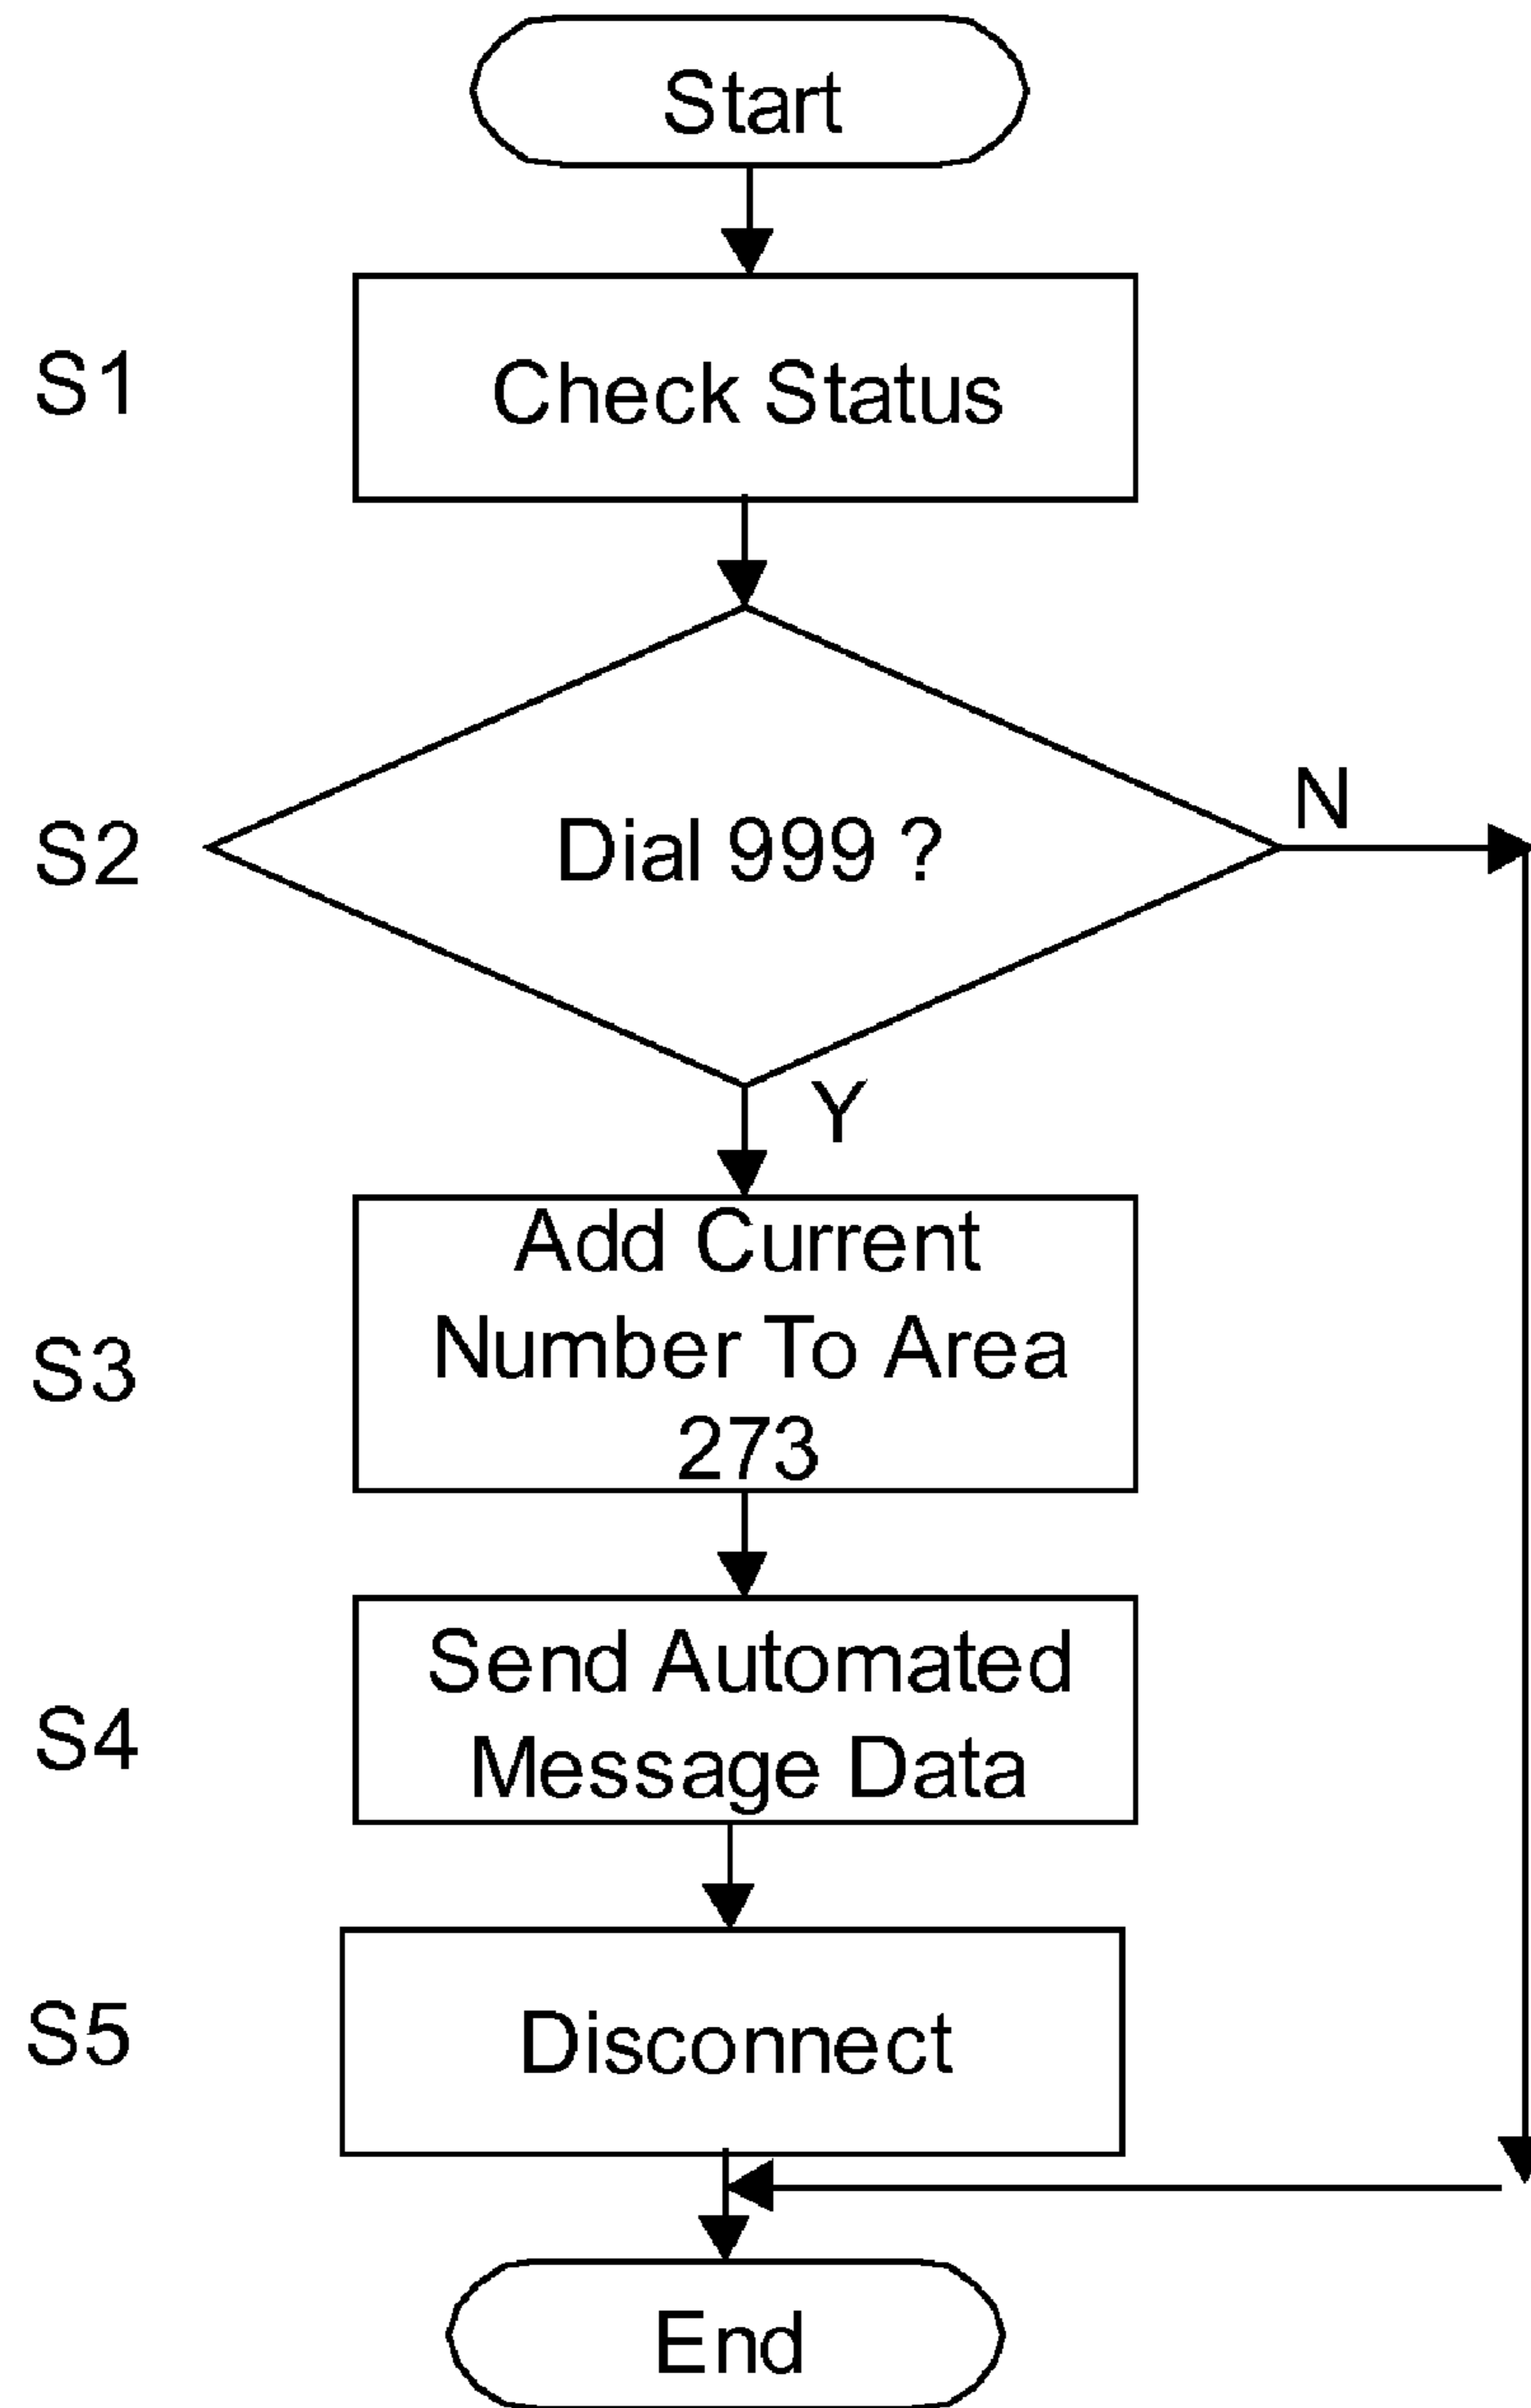 Start
S1
Check Status
S2
Dial 999 ?
N
Y
S3
Add Current
Number To Area
273
S4
Send Automated
Message Data
S5
Disconnect
End